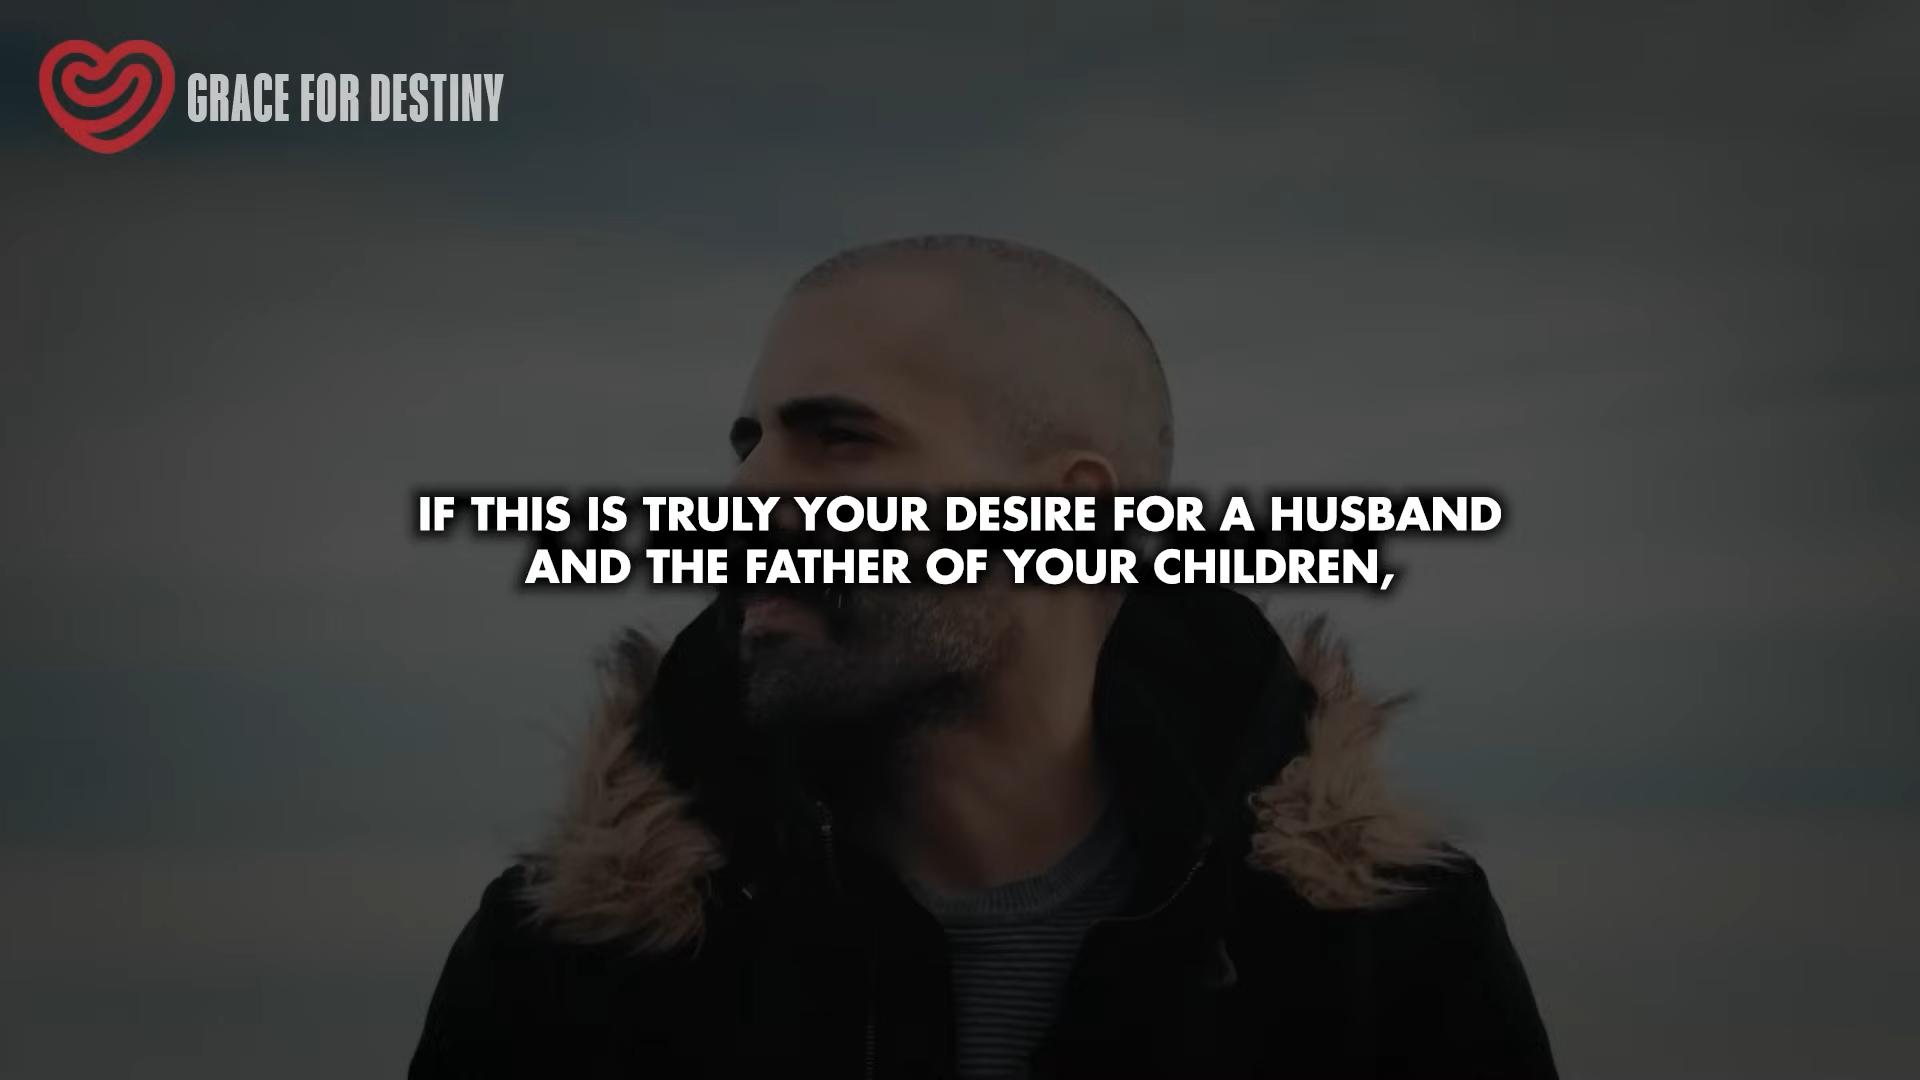 GRACE FOR DESTINY
IF THIS IS TRULY YOUR DESIRE FOR A HUSBAND
AND THE FATHER OF YOUR CHILDREN,